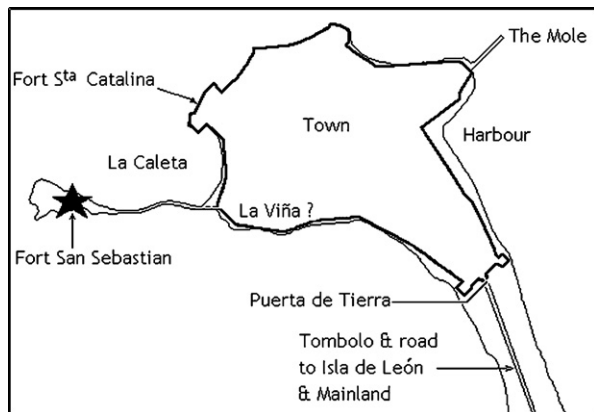 The Mole
Fort Sta Catalina
Town
Harbour
La Caleta
La Viña ?
Fort San Sebastian
Puerta de Tierra
Tombolo & road
to Isla de León
& Mainland